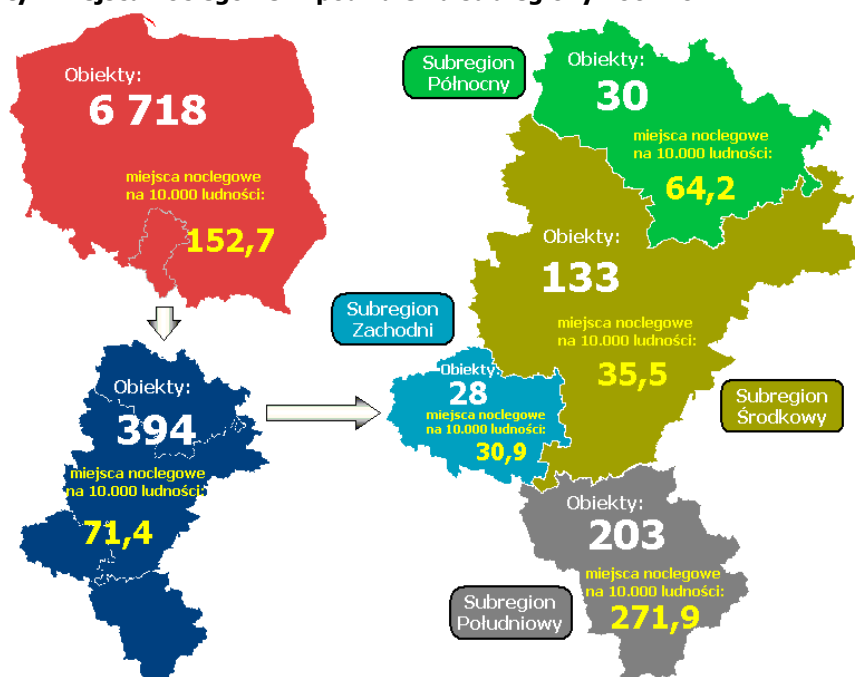 Obiekty:
6 718
miejsca noclegowe
na 10.000 ludności:
152,7
Obiekty:
394
miejsca noclegowe
na 10.000 ludności:
71,4
Subregion
Północny
Obiekty:
30
miejsca noclegowe
na 10.000 ludności:
64,2
Obiekty:
133
miejsca noclegowe
na 10.000 ludności:
35,5
Subregion
Środkowy
Subregion
Zachodni
Obiekty:
28
miejsca noclegowe
na 10.000 ludności:
30,9
Obiekty:
203
miejsca noclegowe
na 10.000 ludności:
271,9
Subregion
Południowy